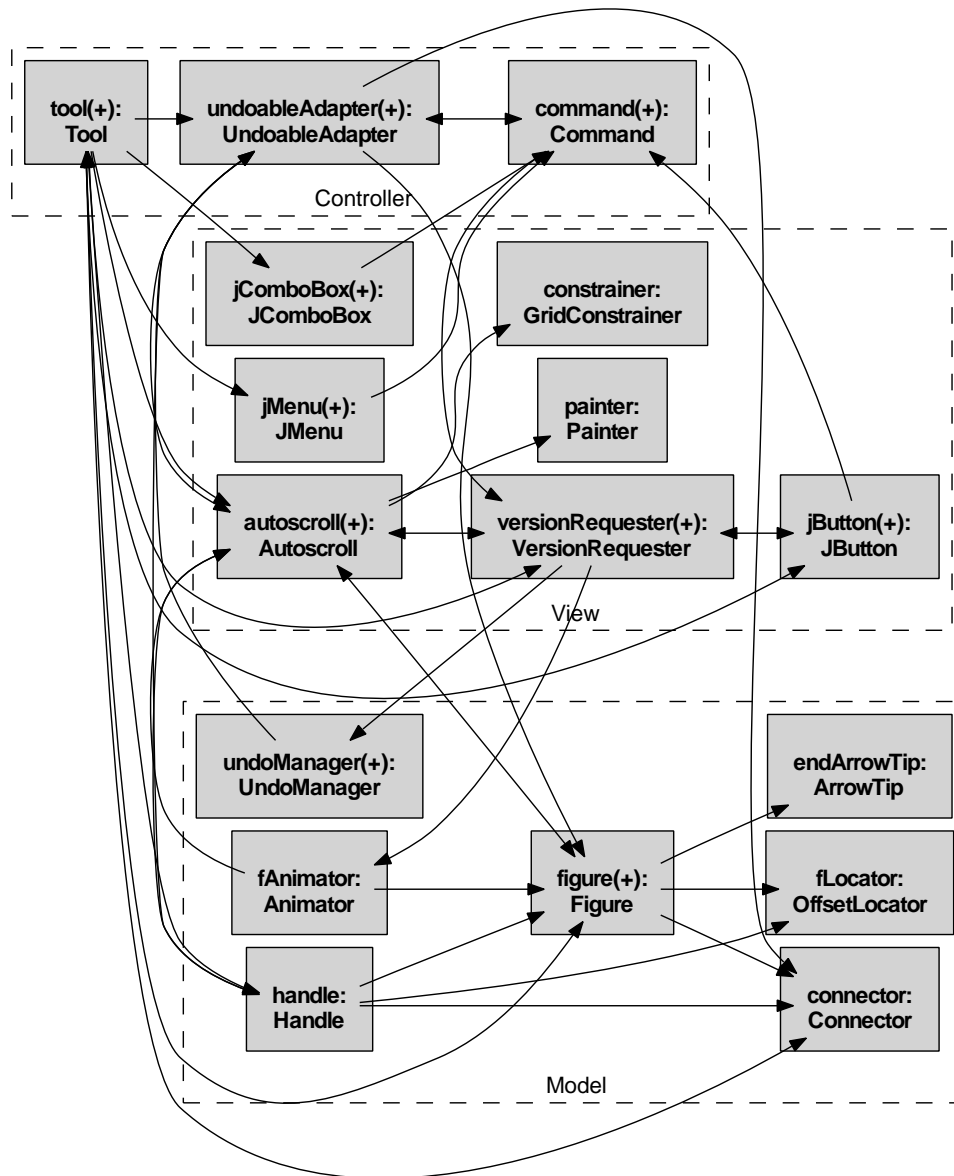 tool(+):
Tool
undoableAdapter(+):
UndoableAdapter
command(+):
Command
Controller
jComboBox(+):
JComboBox
constrainer:
GridConstrainer
jMenu(+):
JMenu
painter:
Painter
autoscroll(+):
Autoscroll
versionRequester(+):
VersionRequester
jButton(+):
JButton
View
undoManager(+):
UndoManager
endArrowTip:
ArrowTip
fAnimator:
Animator
figure(+):
Figure
fLocator:
OffsetLocator
handle:
Handle
connector:
Connector
Model